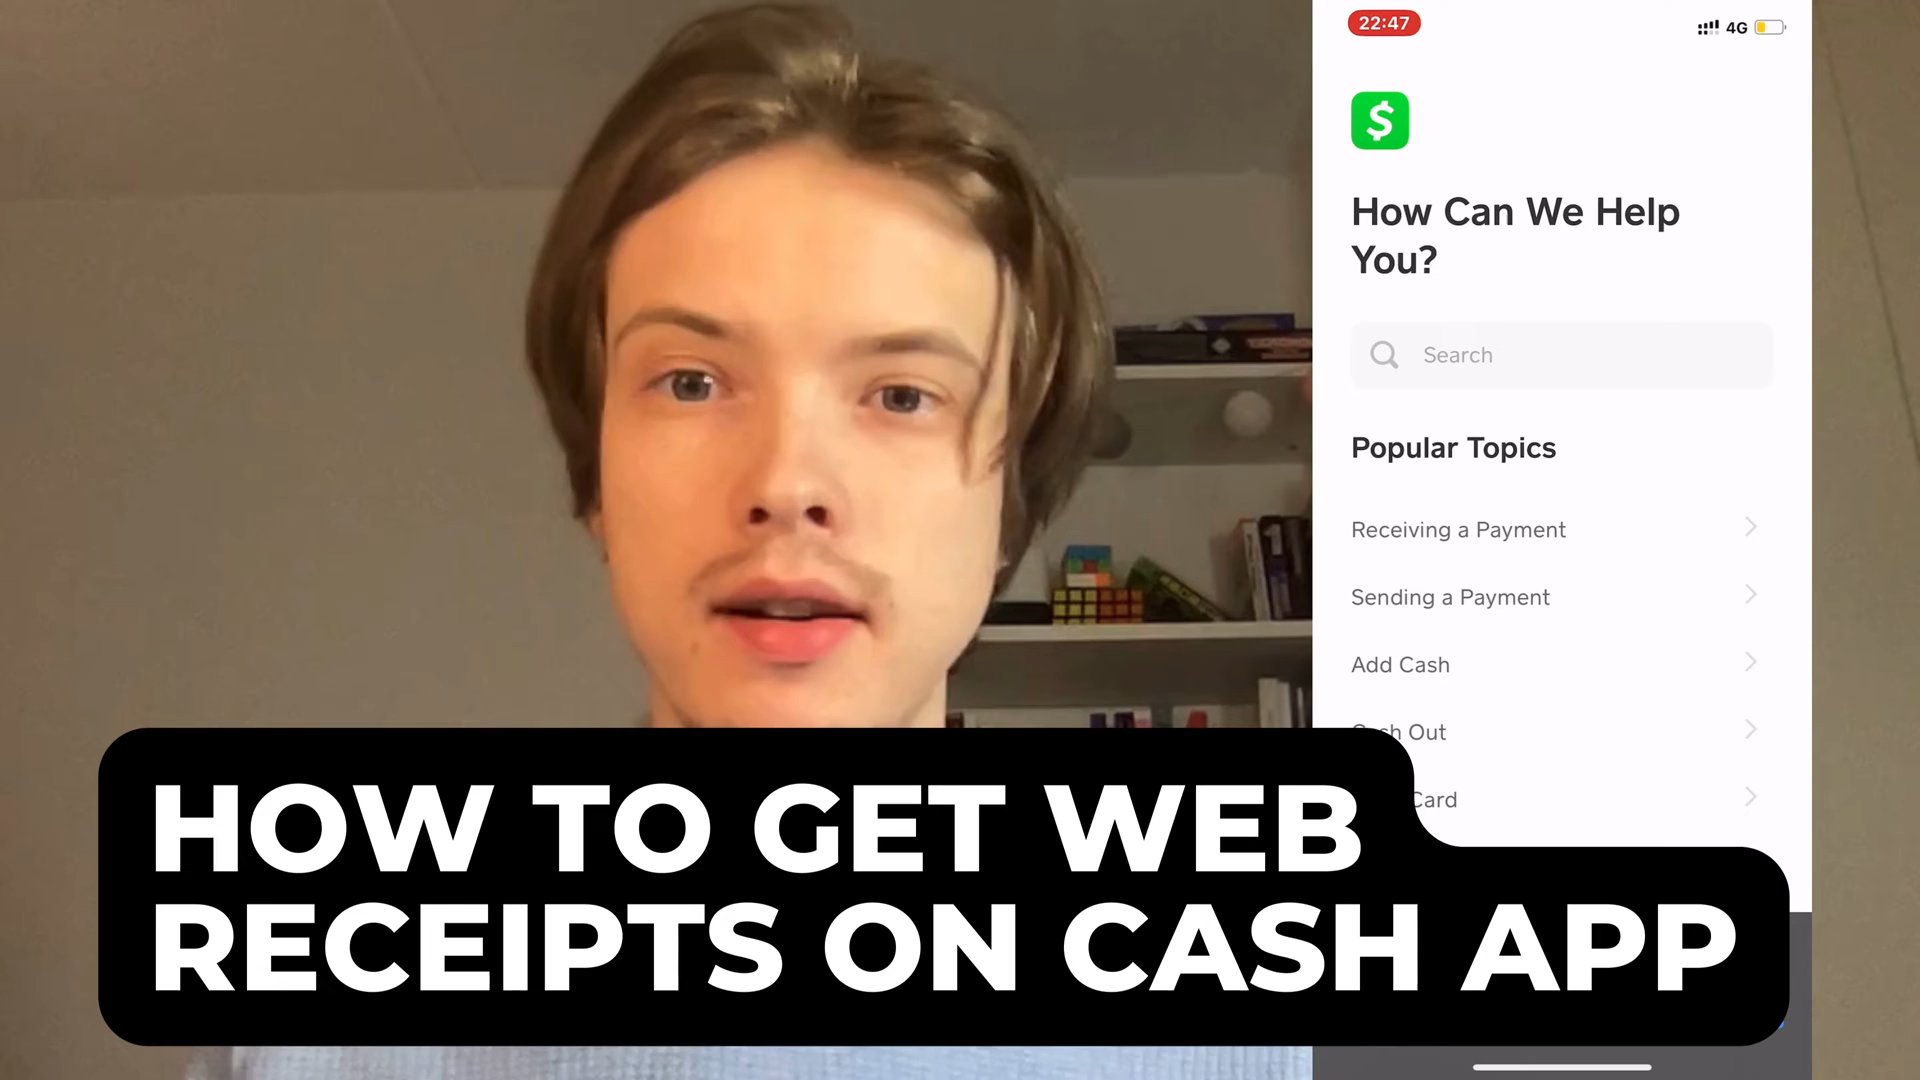 22:47
4G
$
How Can We Help
You?
Search
Popular Topics
Receiving a Payment
Sending a Payment
Add Cash
Cash Out
Card
HOW TO GET WEB
RECEIPTS ON CASH APP